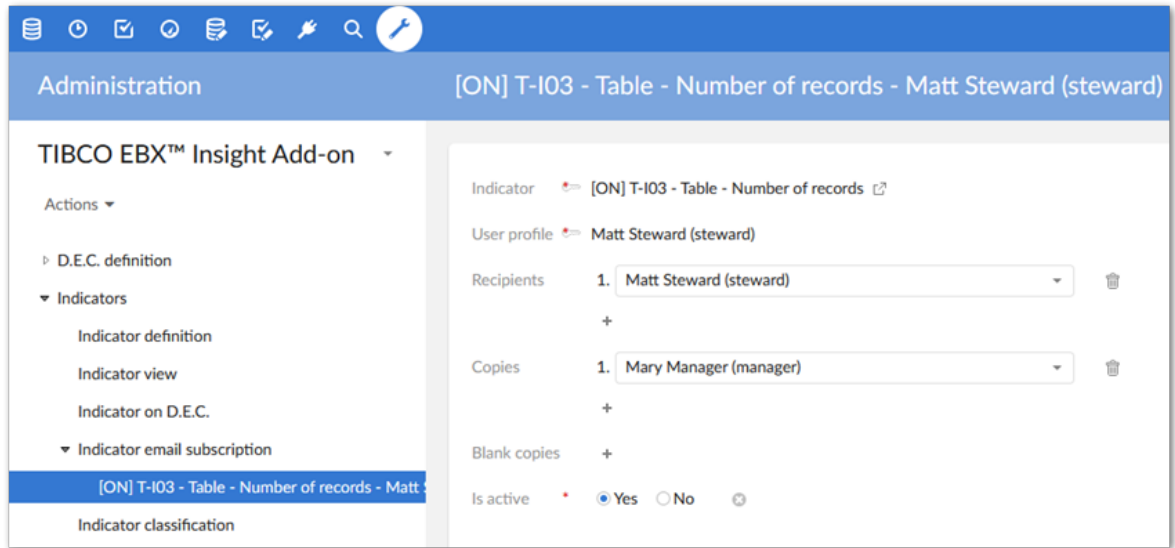 Administration
[ON] T-I03 - Table - Number of records - Matt Steward (steward)
TIBCO EBX™ Insight Add-on
Actions
D.E.C. definition
Indicators
Indicator definition
Indicator view
Indicator on D.E.C.
Indicator email subscription
[ON] T-I03 - Table - Number of records - Matt
Indicator classification
Indicator [ON] T-I03 - Table - Number of records
User profile Matt Steward (steward)
Recipients 1. Matt Steward (steward)
+
Copies 1. Mary Manager (manager)
+
Blank copies +
Is active * Yes No